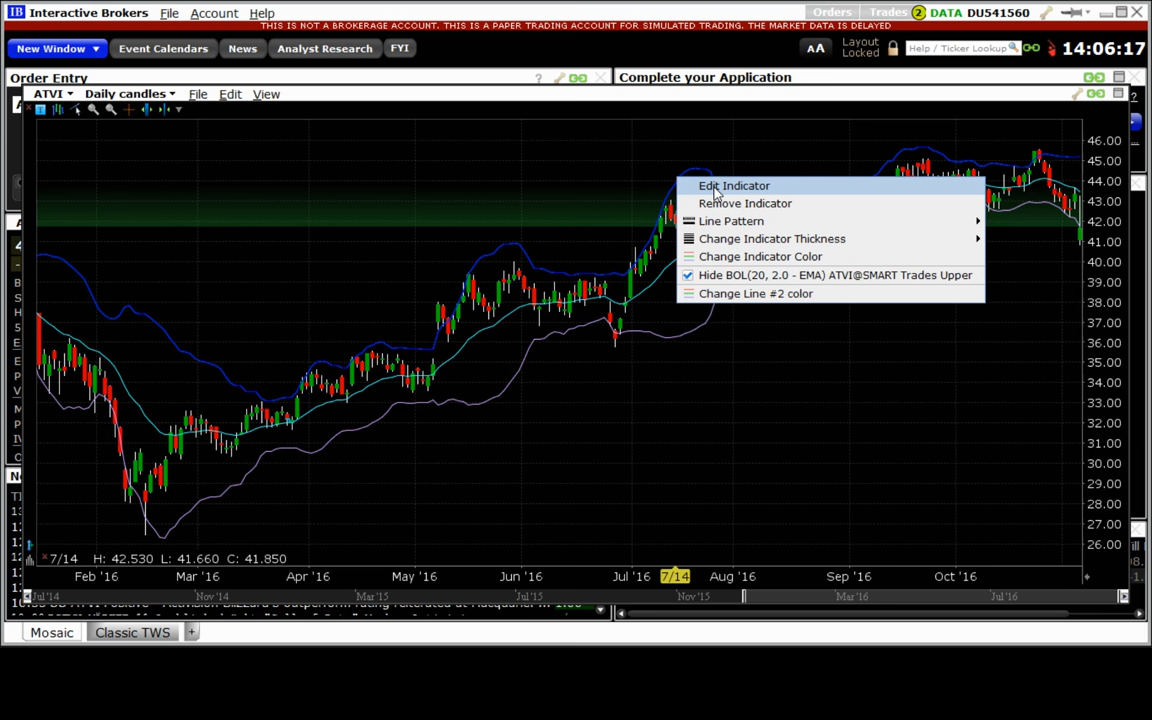 IB Interactive Brokers File Account Help Orders Trades 2 DATA DU541560
THIS IS NOT A BROKERAGE ACCOUNT. THIS IS A PAPER TRADING ACCOUNT FOR SIMULATED TRADING. THE MARKET DATA IS DELAYED
New Window Event Calendars News Analyst Research FYI AA Layout Locked Help / Ticker Lookup 14:06:17
Order Entry ? Complete your Application
ATVI Daily candles File Edit View
46.00
45.00
44.00
43.00
42.00
41.00
40.00
39.00
38.00
37.00
36.00
35.00
34.00
33.00
32.00
31.00
30.00
29.00
28.00
27.00
26.00
Edit Indicator
Remove Indicator
Line Pattern
Change Indicator Thickness
Change Indicator Color
Hide BOL(20, 2.0 - EMA) ATVI@SMART Trades Upper
Change Line #2 color
7/14 H: 42.530 L: 41.660 C: 41.850
Feb '16 Mar '16 Apr '16 May '16 Jun '16 Jul '16 7/14 Aug '16 Sep '16 Oct '16
Jul'14 Nov'14 Mar'15 Jul'15 Nov'15 Mar'16 Jul'16
Mosaic Classic TWS +